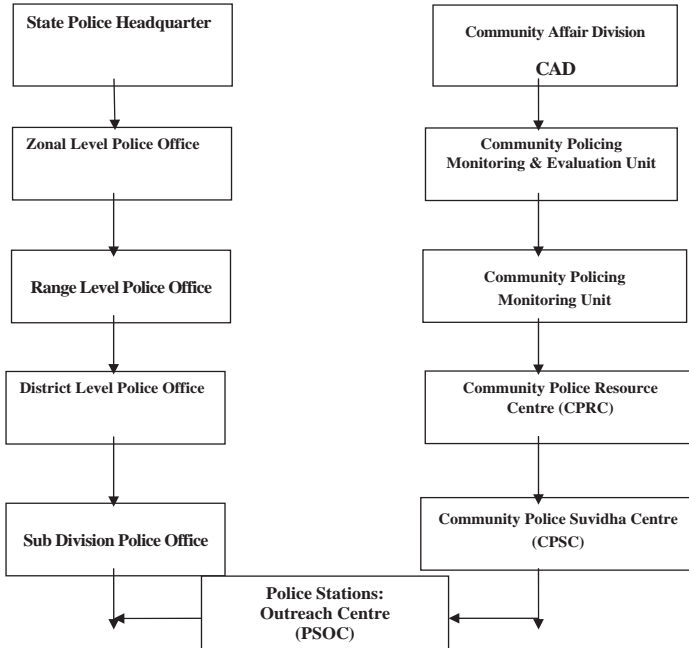 State Police Headquarter
Community Affair Division
CAD
Zonal Level Police Office
Community Policing
Monitoring & Evaluation Unit
Range Level Police Office
Community Policing
Monitoring Unit
District Level Police Office
Community Police Resource
Centre (CPRC)
Sub Division Police Office
Community Police Suvidha Centre
(CPSC)
Police Stations:
Outreach Centre
(PSOC)